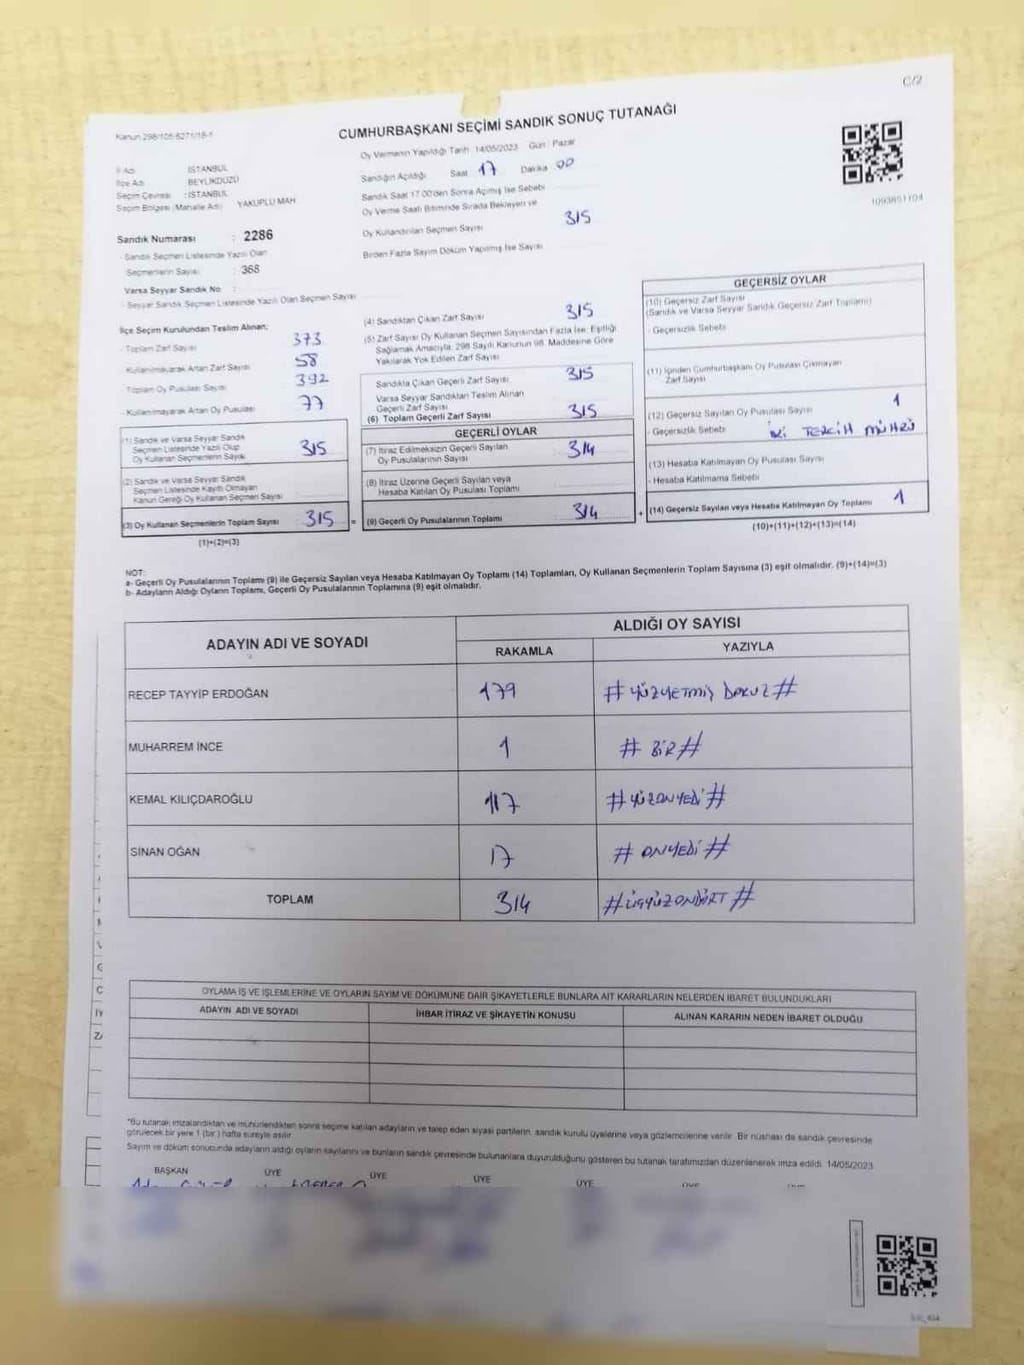 C/2
Kanun 298/105-6271/18-1
CUMHURBAŞKANI SEÇİMİ SANDIK SONUÇ TUTANAĞI
Oy Vermenin Yapıldığı Tarih 14/05/2023 Gün : Pazar
Sandığın Açıldığı Saat 17 Dakika 00
İl Adı İSTANBUL
İlçe Adı BEYLİKDÜZÜ
Seçim Çevresi : İSTANBUL
Seçim Bölgesi (Mahalle Adı) YAKUPLU MAH
Sandık Saat 17.00'den Sonra Açılmış İse Sebebi
Oy Verme Saati Bitiminde Sırada Bekleyen ve
Oy Kullandırılan Seçmen Sayısı 315
Birden Fazla Sayım Döküm Yapılmış İse Sayısı
Sandık Numarası : 2286
- Sandık Seçmen Listesinde Yazılı Olan
Seçmenlerin Sayısı : 368
Varsa Seyyar Sandık No :
- Seyyar Sandık Seçmen Listesinde Yazılı Olan Seçmen Sayısı
İlçe Seçim Kurulundan Teslim Alınan;
- Toplam Zarf Sayısı 373
- Kullanılmayarak Artan Zarf Sayısı 58
- Toplam Oy Pusulası Sayısı 392
- Kullanılmayarak Artan Oy Pusulası 77
(1) Sandık ve Varsa Seyyar Sandık
Seçmen Listesinde Yazılı Olup
Oy Kullanan Seçmenlerin Sayısı 315
(2) Sandık ve Varsa Seyyar Sandık
Seçmen Listesinde Kayıtlı Olmayan
Kanun Gereği Oy Kullanan Seçmen Sayısı
(3) Oy Kullanan Seçmenlerin Toplam Sayısı 315 =
(1)+(2)=(3)
(4) Sandıktan Çıkan Zarf Sayısı 315
(5) Zarf Sayısı Oy Kullanan Seçmen Sayısından Fazla İse; Eşitliği
Sağlamak Amacıyla, 298 Sayılı Kanunun 98. Maddesine Göre
Yakılarak Yok Edilen Zarf Sayısı
Sandıkta Çıkan Geçerli Zarf Sayısı 315
Varsa Seyyar Sandıktan Teslim Alınan
Geçerli Zarf Sayısı
(6) Toplam Geçerli Zarf Sayısı 315
GEÇERLİ OYLAR
(7) İtiraz Edilmeksizin Geçerli Sayılan
Oy Pusulalarının Sayısı 314
(8) İtiraz Üzerine Geçerli Sayılan veya
Hesaba Katılan Oy Pusulası Toplamı
(9) Geçerli Oy Pusulalarının Toplamı 314 +
GEÇERSİZ OYLAR
(10) Geçersiz Zarf Sayısı
(Sandık ve Varsa Seyyar Sandık Geçersiz Zarf Toplamı)
- Geçersizlik Sebebi
(11) İçinden Cumhurbaşkanı Oy Pusulası Çıkmayan
Zarf Sayısı
(12) Geçersiz Sayılan Oy Pusulası Sayısı 1
- Geçersizlik Sebebi İKİ TERCİH MÜHRÜ
(13) Hesaba Katılmayan Oy Pusulası Sayısı
- Hesaba Katılmama Sebebi
(14) Geçersiz Sayılan veya Hesaba Katılmayan Oy Toplamı 1
(10)+(11)+(12)+(13)=(14)
NOT:
a- Geçerli Oy Pusulalarının Toplamı (9) ile Geçersiz Sayılan veya Hesaba Katılmayan Oy Toplamı (14) Toplamları, Oy Kullanan Seçmenlerin Toplam Sayısına (3) eşit olmalıdır. (9)+(14)=(3)
b- Adayların Aldığı Oyların Toplamı, Geçerli Oy Pusulalarının Toplamına (9) eşit olmalıdır.
ADAYIN ADI VE SOYADI ALDIĞI OY SAYISI
RAKAMLA YAZIYLA
RECEP TAYYİP ERDOĞAN 179 # YÜZYETMİŞ DOKUZ #
MUHARREM İNCE 1 # BİR #
KEMAL KILIÇDAROĞLU 117 # YÜZONYEDİ #
SİNAN OĞAN 17 # ONYEDİ #
TOPLAM 314 # ÜÇYÜZONDÖRT #
OYLAMA İŞ VE İŞLEMLERİNE VE OYLARIN SAYIM VE DÖKÜMÜNE DAİR ŞİKAYETLERLE BUNLARA AİT KARARLARIN NELERDEN İBARET BULUNDUKLARI
ADAYIN ADI VE SOYADI İHBAR İTİRAZ VE ŞİKAYETİN KONUSU ALINAN KARARIN NEDEN İBARET OLDUĞU
*Bu tutanak imzalandıktan ve mühürlendikten sonra seçime katılan adayların ve talep eden siyasi partilerin, sandık kurulu üyelerine veya gözlemcilerine verilir. Bir nüshası da sandık çevresinde
görülecek bir yere 1 (bir) hafta süreyle asılır.
Sayım ve döküm sonucunda adayların aldığı oyların sayılarını ve bunların sandık çevresinde bulunanlara duyurulduğunu gösteren bu tutanak tarafımızdan düzenlenerek imza edildi. 14/05/2023
BAŞKAN ÜYE ÜYE ÜYE ÜYE ÜYE